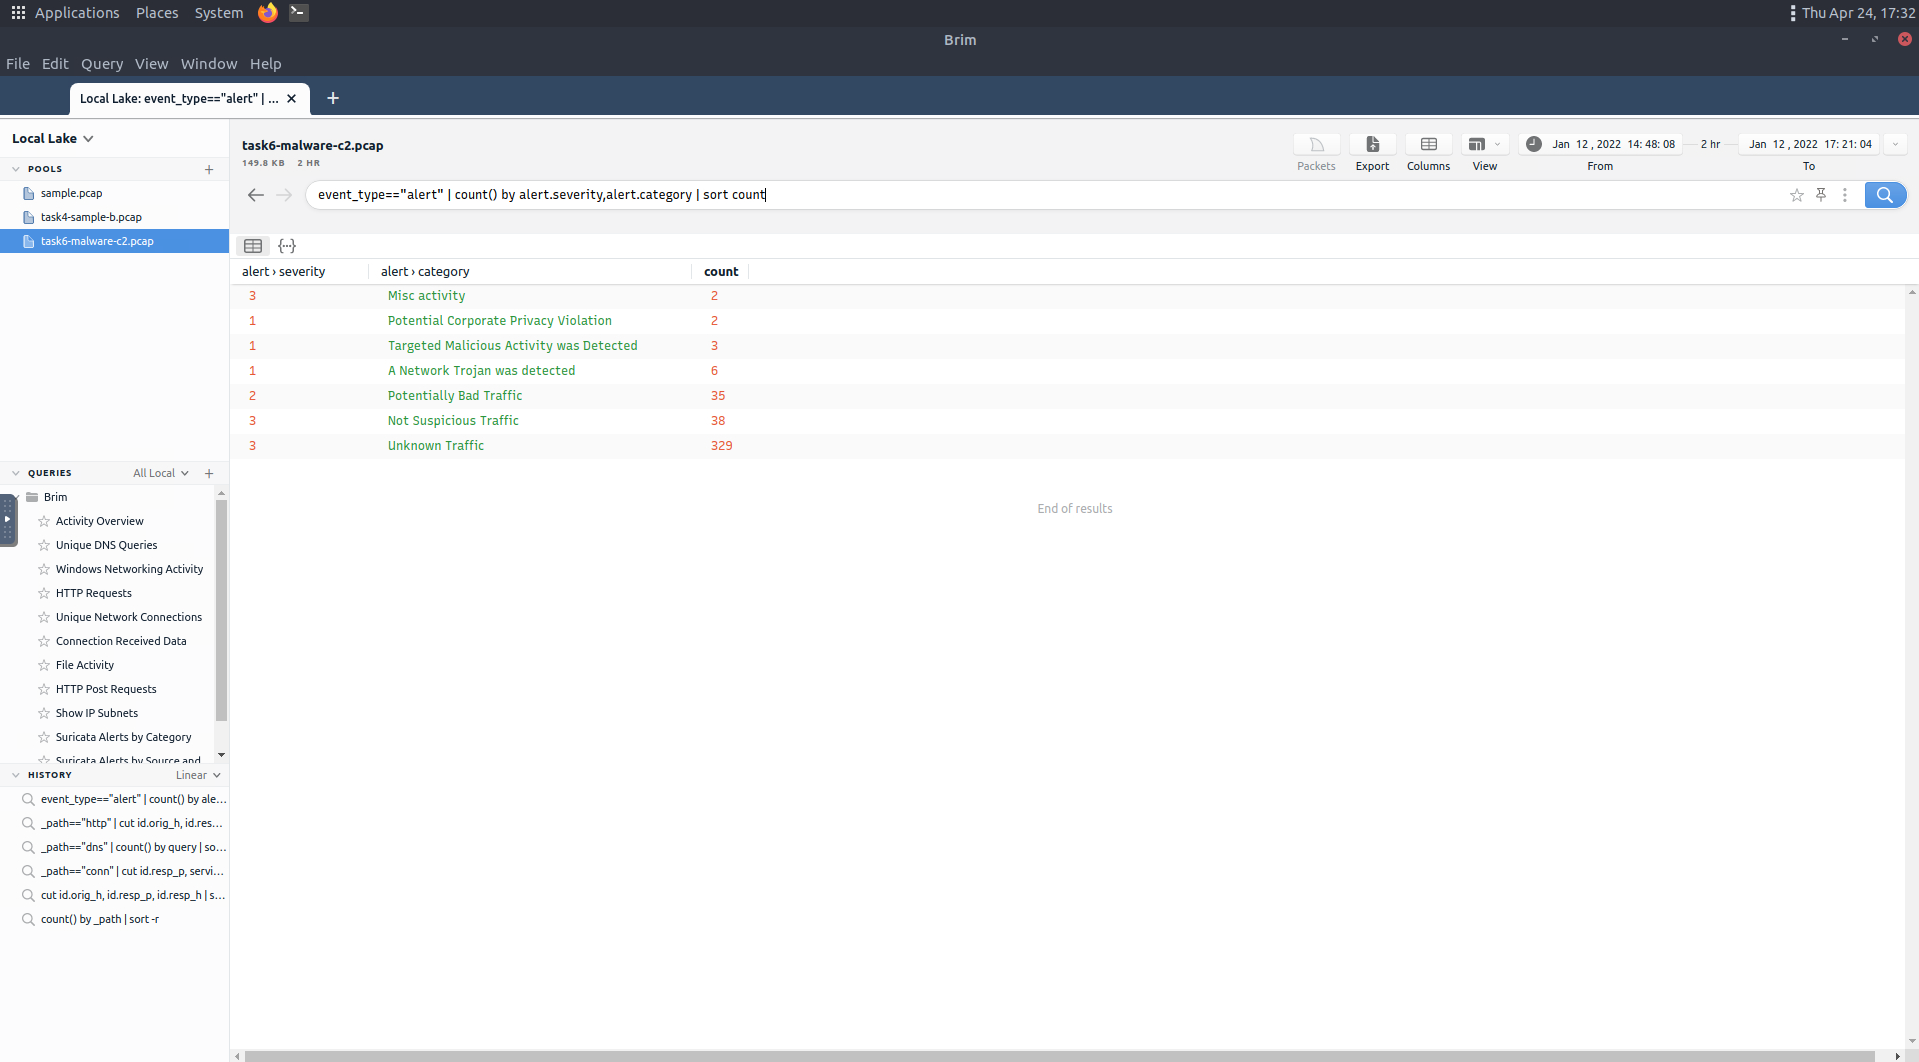 Applications Places System Thu Apr 24, 17:32
Brim
File Edit Query View Window Help
Local Lake: event_type=="alert" | ... × +
Local Lake
POOLS +
sample.pcap
task4-sample-b.pcap
task6-malware-c2.pcap
QUERIES All Local +
Brim
Activity Overview
Unique DNS Queries
Windows Networking Activity
HTTP Requests
Unique Network Connections
Connection Received Data
File Activity
HTTP Post Requests
Show IP Subnets
Suricata Alerts by Category
Suricata Alerts by Source and
HISTORY Linear
event_type=="alert" | count() by ale...
_path=="http" | cut id.orig_h, id.res...
_path=="dns" | count() by query | so...
_path=="conn" | cut id.resp_p, servi...
cut id.orig_h, id.resp_p, id.resp_h | s...
count() by _path | sort -r
task6-malware-c2.pcap
149.8 KB 2 HR
Packets Export Columns View
Jan 12 , 2022 14: 48: 08 2 hr Jan 12 , 2022 17: 21: 04
From To
event_type=="alert" | count() by alert.severity,alert.category | sort count
alert › severity alert › category count
3 Misc activity 2
1 Potential Corporate Privacy Violation 2
1 Targeted Malicious Activity was Detected 3
1 A Network Trojan was detected 6
2 Potentially Bad Traffic 35
3 Not Suspicious Traffic 38
3 Unknown Traffic 329
End of results